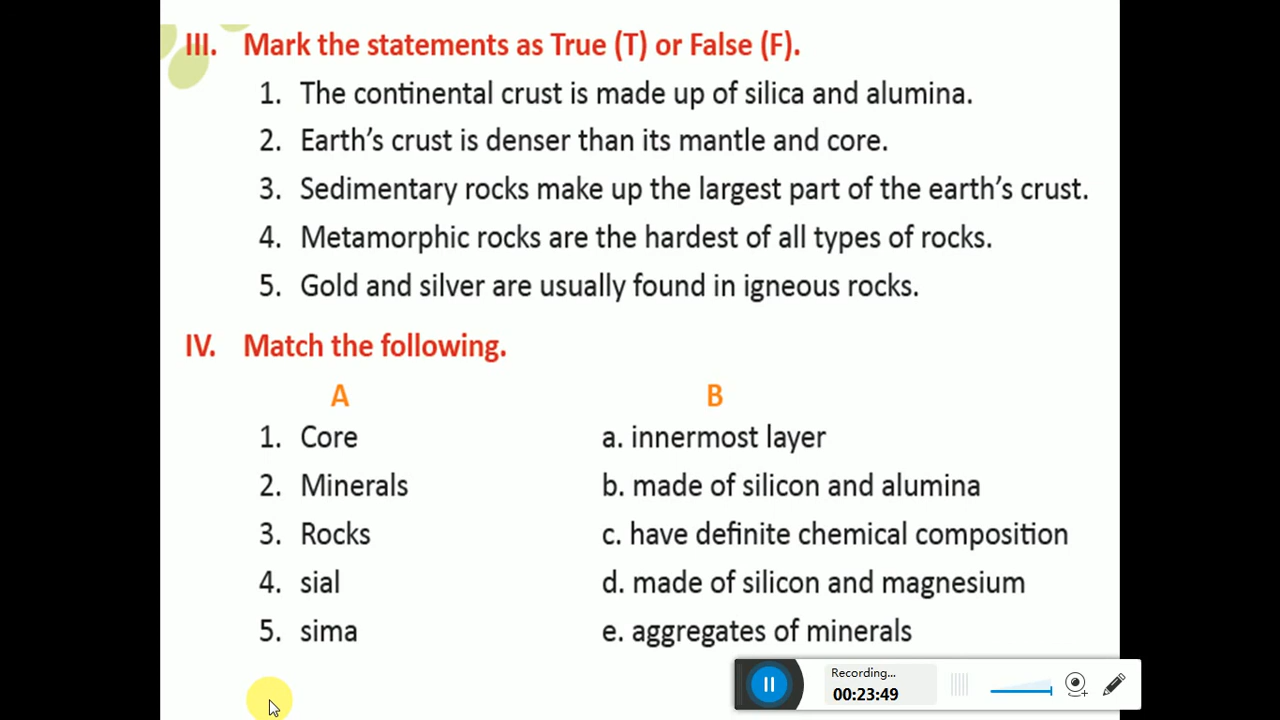 III. Mark the statements as True (T) or False (F).
1. The continental crust is made up of silica and alumina.
2. Earth’s crust is denser than its mantle and core.
3. Sedimentary rocks make up the largest part of the earth’s crust.
4. Metamorphic rocks are the hardest of all types of rocks.
5. Gold and silver are usually found in igneous rocks.
IV. Match the following.
A B
1. Core a. innermost layer
2. Minerals b. made of silicon and alumina
3. Rocks c. have definite chemical composition
4. sial d. made of silicon and magnesium
5. sima e. aggregates of minerals
Recording...
00:23:49